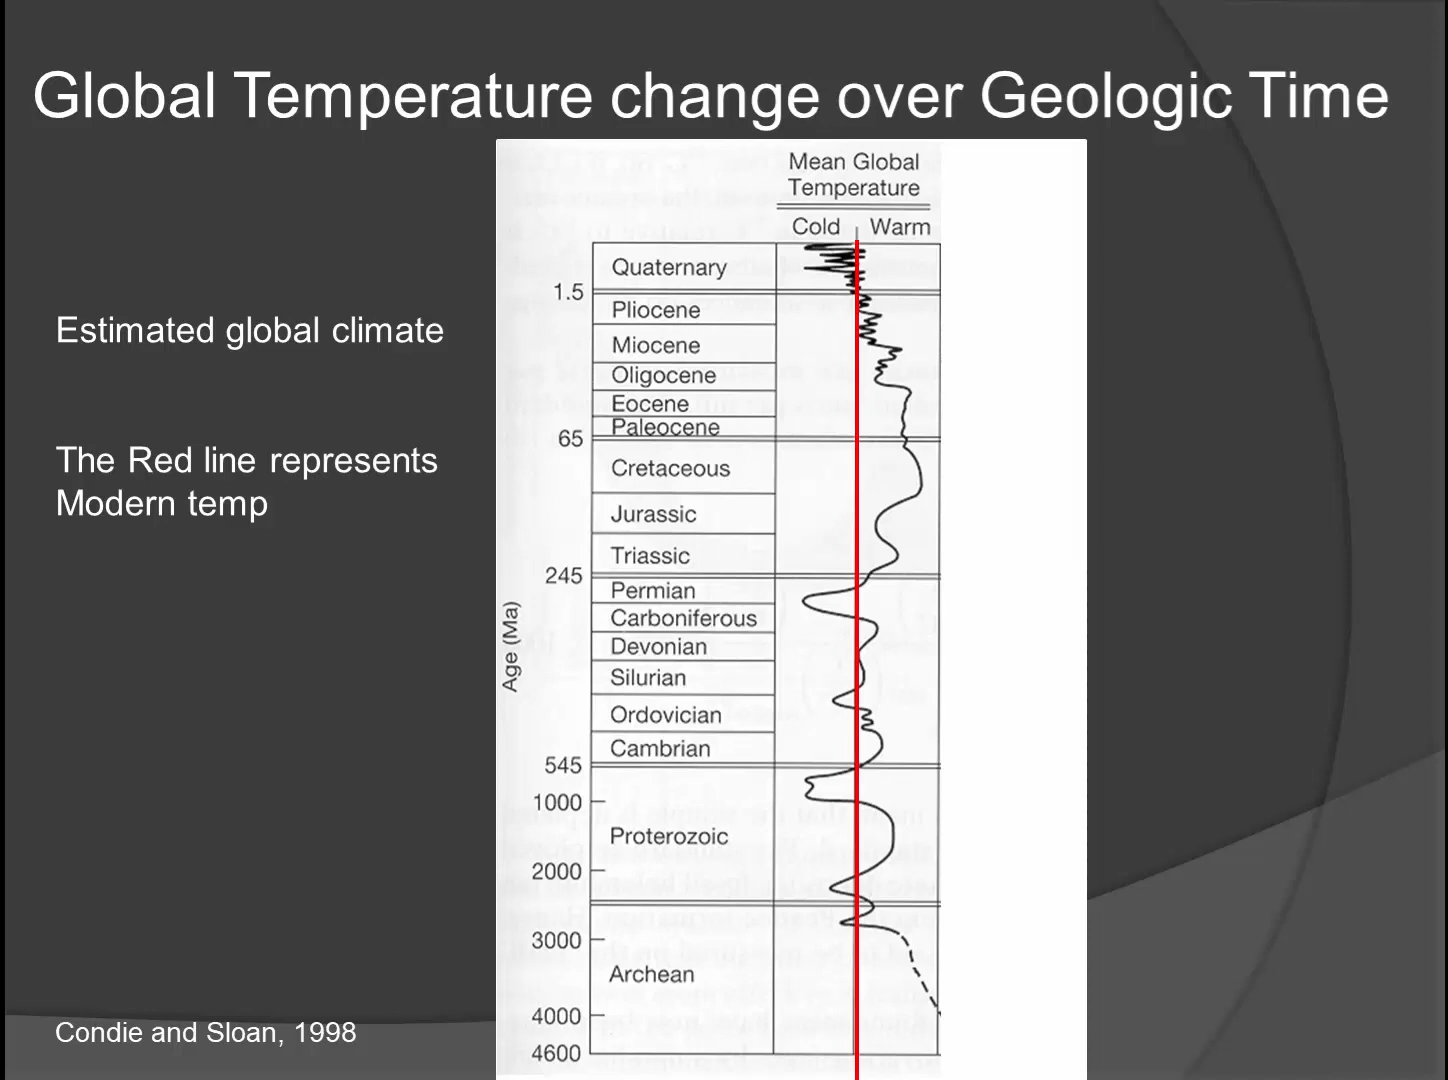 Global Temperature change over Geologic Time
Estimated global climate
The Red line represents
Modern temp
Mean Global
Temperature
Cold Warm
Quaternary
1.5
Pliocene
Miocene
Oligocene
Eocene
Paleocene
65
Cretaceous
Jurassic
Triassic
245
Permian
Carboniferous
Devonian
Silurian
Ordovician
Cambrian
545
1000
Proterozoic
2000
3000
Archean
4000
4600
Age (Ma)
Condie and Sloan, 1998